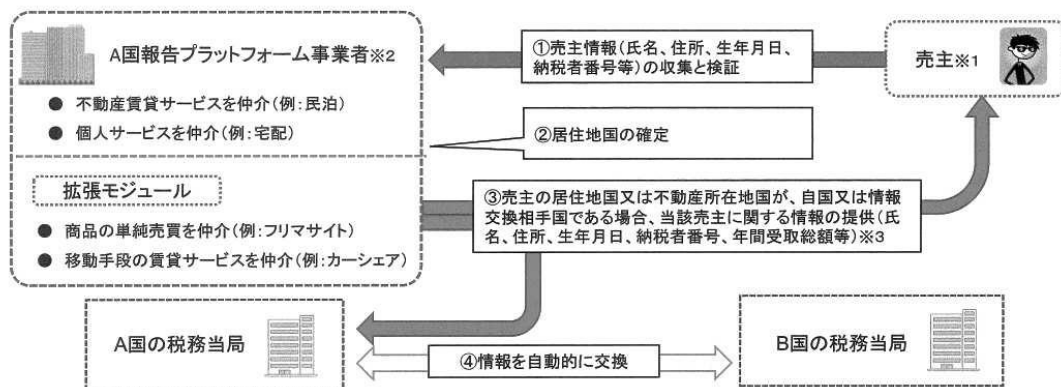 A国報告プラットフォーム事業者※2
● 不動産賃貸サービスを仲介(例:民泊)
● 個人サービスを仲介(例:宅配)
拡張モジュール
● 商品の単純売買を仲介(例:フリマサイト)
● 移動手段の賃貸サービスを仲介(例:カーシェア)
①売主情報(氏名、住所、生年月日、
納税者番号等)の収集と検証
売主※1
②居住地国の確定
③売主の居住地国又は不動産所在地国が、自国又は情報
交換相手国である場合、当該売主に関する情報の提供(氏
名、住所、生年月日、納税者番号、年間受取総額等)※3
A国の税務当局
④情報を自動的に交換
B国の税務当局